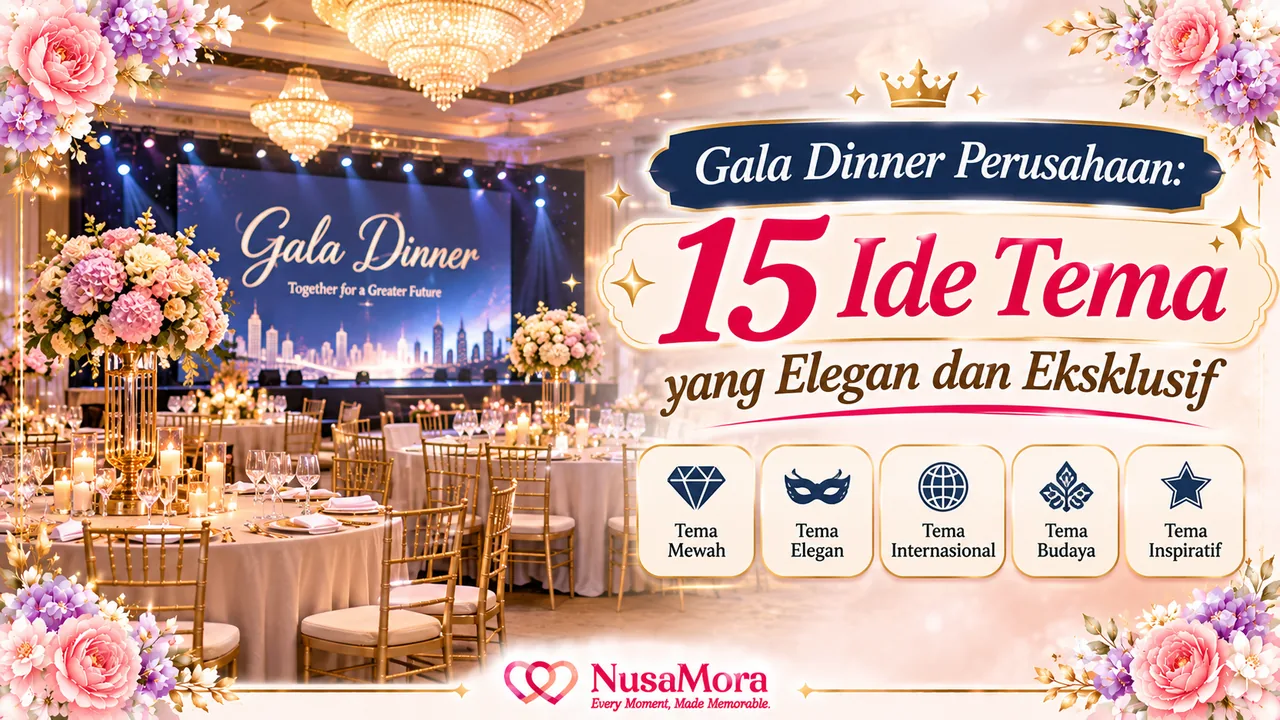 Gala Dinner
Together for a Greater Future
Gala Dinner Perusahaan:
15 Ide Tema
yang Elegan dan Eksklusif
Tema
Mewah
Tema
Elegan
Tema
Internasional
Tema
Budaya
Tema
Inspiratif
NusaMora
Every Moment, Made Memorable.